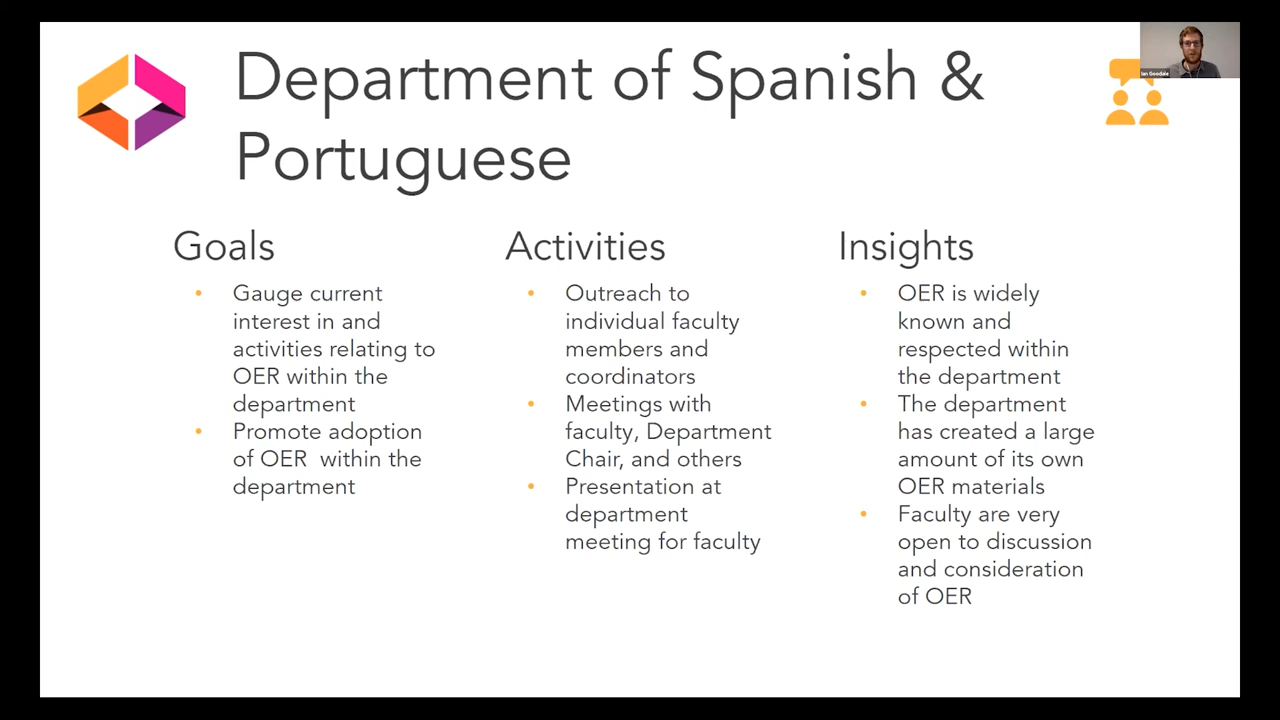 Department of Spanish &
Portuguese
Ian Goodale
Goals
• Gauge current
interest in and
activities relating to
OER within the
department
• Promote adoption
of OER  within the
department
Activities
• Outreach to
individual faculty
members and
coordinators
• Meetings with
faculty, Department
Chair, and others
• Presentation at
department
meeting for faculty
Insights
• OER is widely
known and
respected within
the department
• The department
has created a large
amount of its own
OER materials
• Faculty are very
open to discussion
and consideration
of OER